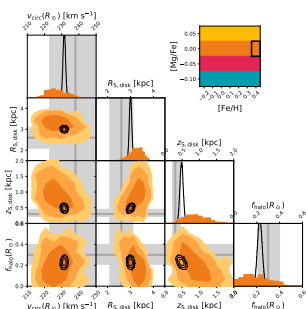 v_circ(R_⊙) [km s⁻¹]
210 220 230 240 250
[Mg/Fe]
0.05
0.00
−0.05
−0.10
−0.2 −0.1 0.0 0.1 0.2 0.3 0.4
[Fe/H]
R_S,disk [kpc]
2 3 4
R_S,disk [kpc]
4
3
2
z_S,disk [kpc]
0.0 0.5 1.0 1.5 2.0
z_S,disk [kpc]
2.0
1.5
1.0
0.5
f_halo(R_⊙)
0.2 0.4 0.6
f_halo(R_⊙)
0.6
0.4
0.2
0.0
210 220 230 240 250
2 3 4
0.0 0.5 1.0 1.5
0.2 0.4 0.6
v_circ(R_⊙) [km s⁻¹]
R_S,disk [kpc]
z_S,disk [kpc]
f_halo(R_⊙)